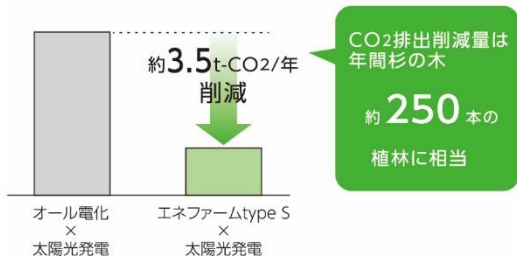 約3.5t-CO2/年
削減
CO2排出削減量は
年間杉の木
約250本の
植林に相当
オール電化
×
太陽光発電
エネファームtype S
×
太陽光発電